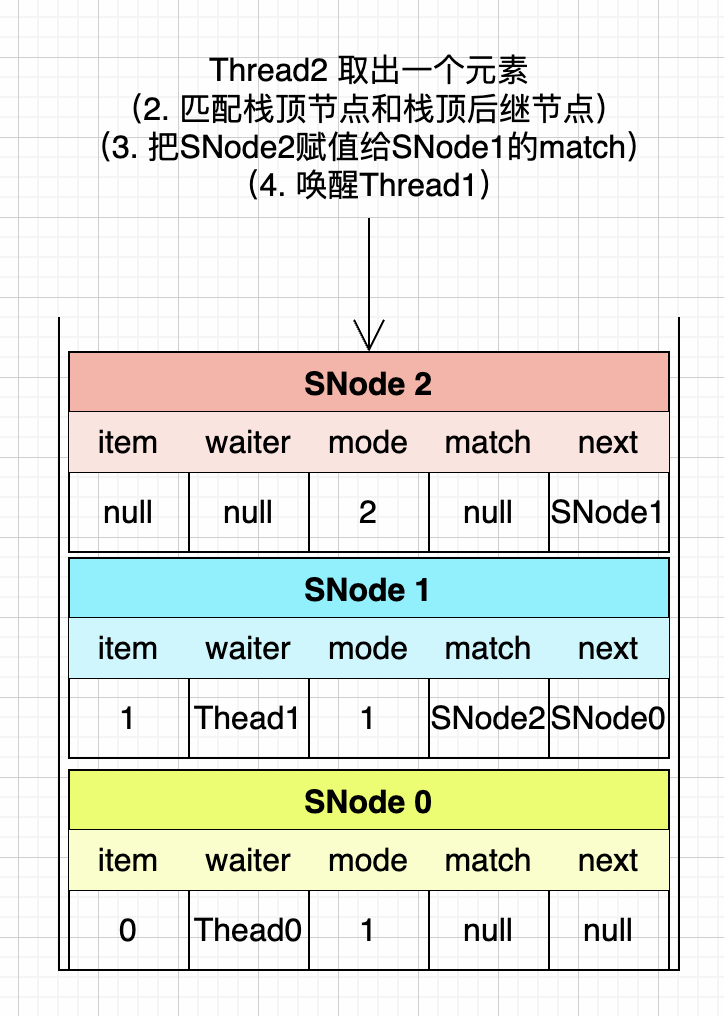 Thread2 取出一个元素
（2. 匹配栈顶节点和栈顶后继节点）
（3. 把SNode2赋值给SNode1的match）
（4. 唤醒Thread1）
SNode 2
item waiter mode match next
null null 2 null SNode1
SNode 1
item waiter mode match next
1 Thead1 1 SNode2 SNode0
SNode 0
item waiter mode match next
0 Thead0 1 null null